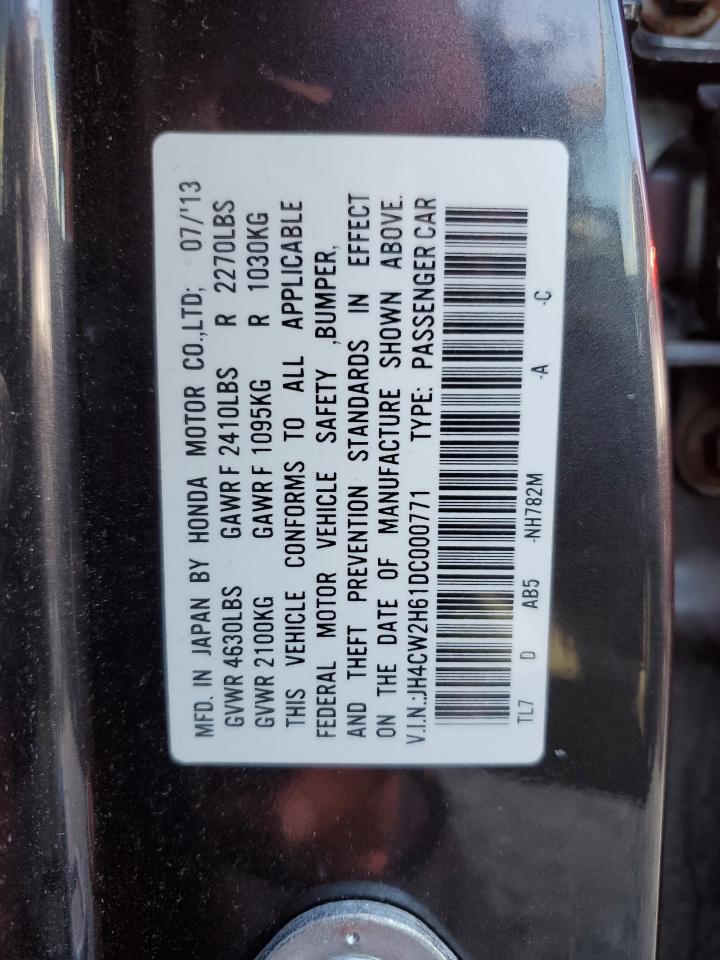 MFD. IN JAPAN BY HONDA MOTOR CO.,LTD; 07/'13
GVWR 4630LBS GAWR F 2410LBS R 2270LBS
GVWR 2100KG GAWR F 1095KG R 1030KG
THIS VEHICLE CONFORMS TO ALL APPLICABLE
FEDERAL MOTOR VEHICLE SAFETY ,BUMPER,
AND THEFT PREVENTION STANDARDS IN EFFECT
ON THE DATE OF MANUFACTURE SHOWN ABOVE.
V.I.N.:JH4CW2H61DC000771 TYPE: PASSENGER CAR
TL7 D AB5 -NH782M -A -C